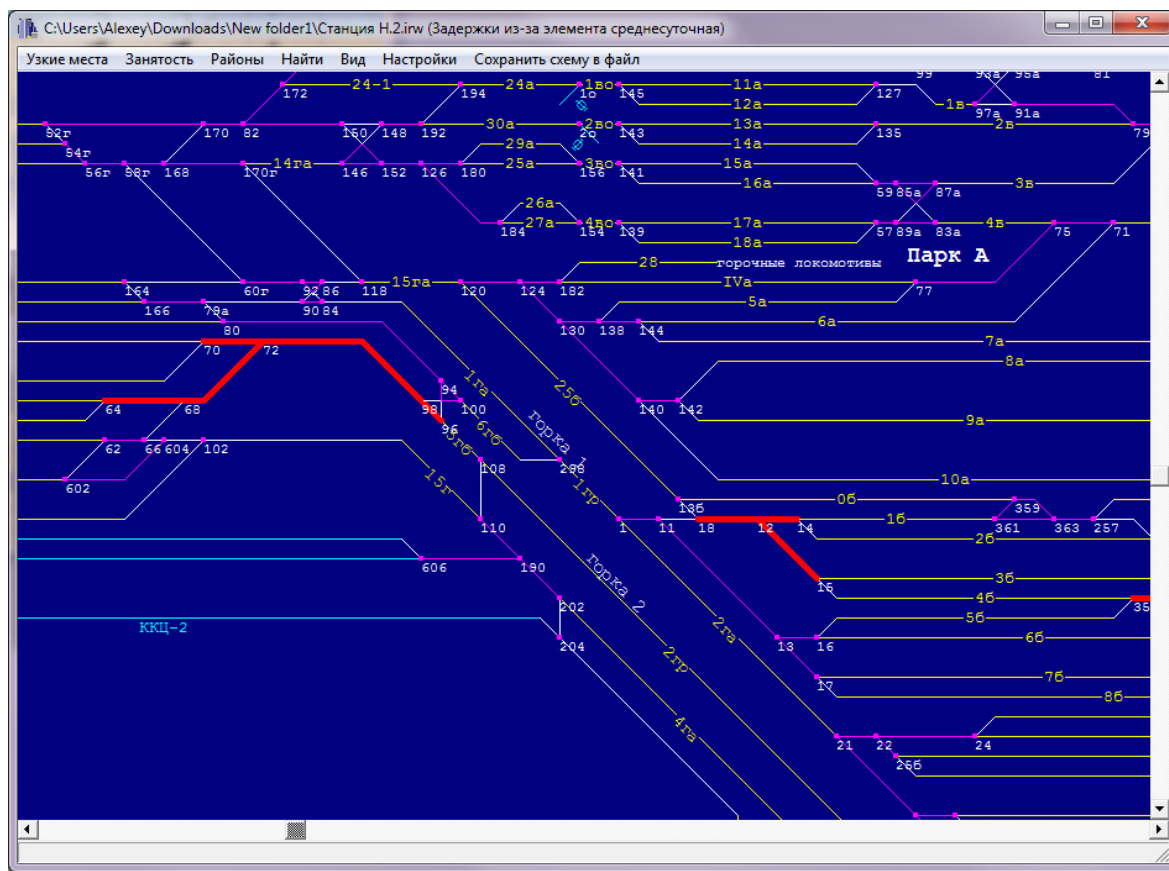 C:\Users\Alexey\Downloads\New folder1\Станция Н.2.irw (Задержки из-за элемента среднесуточная)
Узкие места Занятость Районы Найти Вид Настройки Сохранить схему в файл
99 93а 95а 81
24-1 24а 1во 11а
172 194 1о 145 127
12а 1в
97а 91а
30а 2во 13а 2в
52г 170 82 150 148 192 2о 143 135 79
54г 29а 14а
14га 25а 3во 15а
56г 58г 168 170г 146 152 126 180 156 141
16а 59 85а 87а 3в
26а
27а 4во 17а 4в
184 154 139 57 89а 83а 75 71
18а
28 горочные локомотивы Парк А
15га IVа
164 60г 92 86 118 120 124 182 77
5а
166 79а 90 84
6а
80 130 138 144
7а
70 72
8а
1га 25б
94
64 68 98 100 140 142
горка 1
6гб 9а
96
5гб
62 66 604 102
108 298
15г 10а
602 1гр
0б
13б 359
1б
110 1 11 18 12 14 361 363 257
2б
горка 2
606 190 3б
15
4б
202 35
5б
ККЦ-2 2га
6б
204 13 16
2гр
7б
17
8б
4га
21 22 24
25б